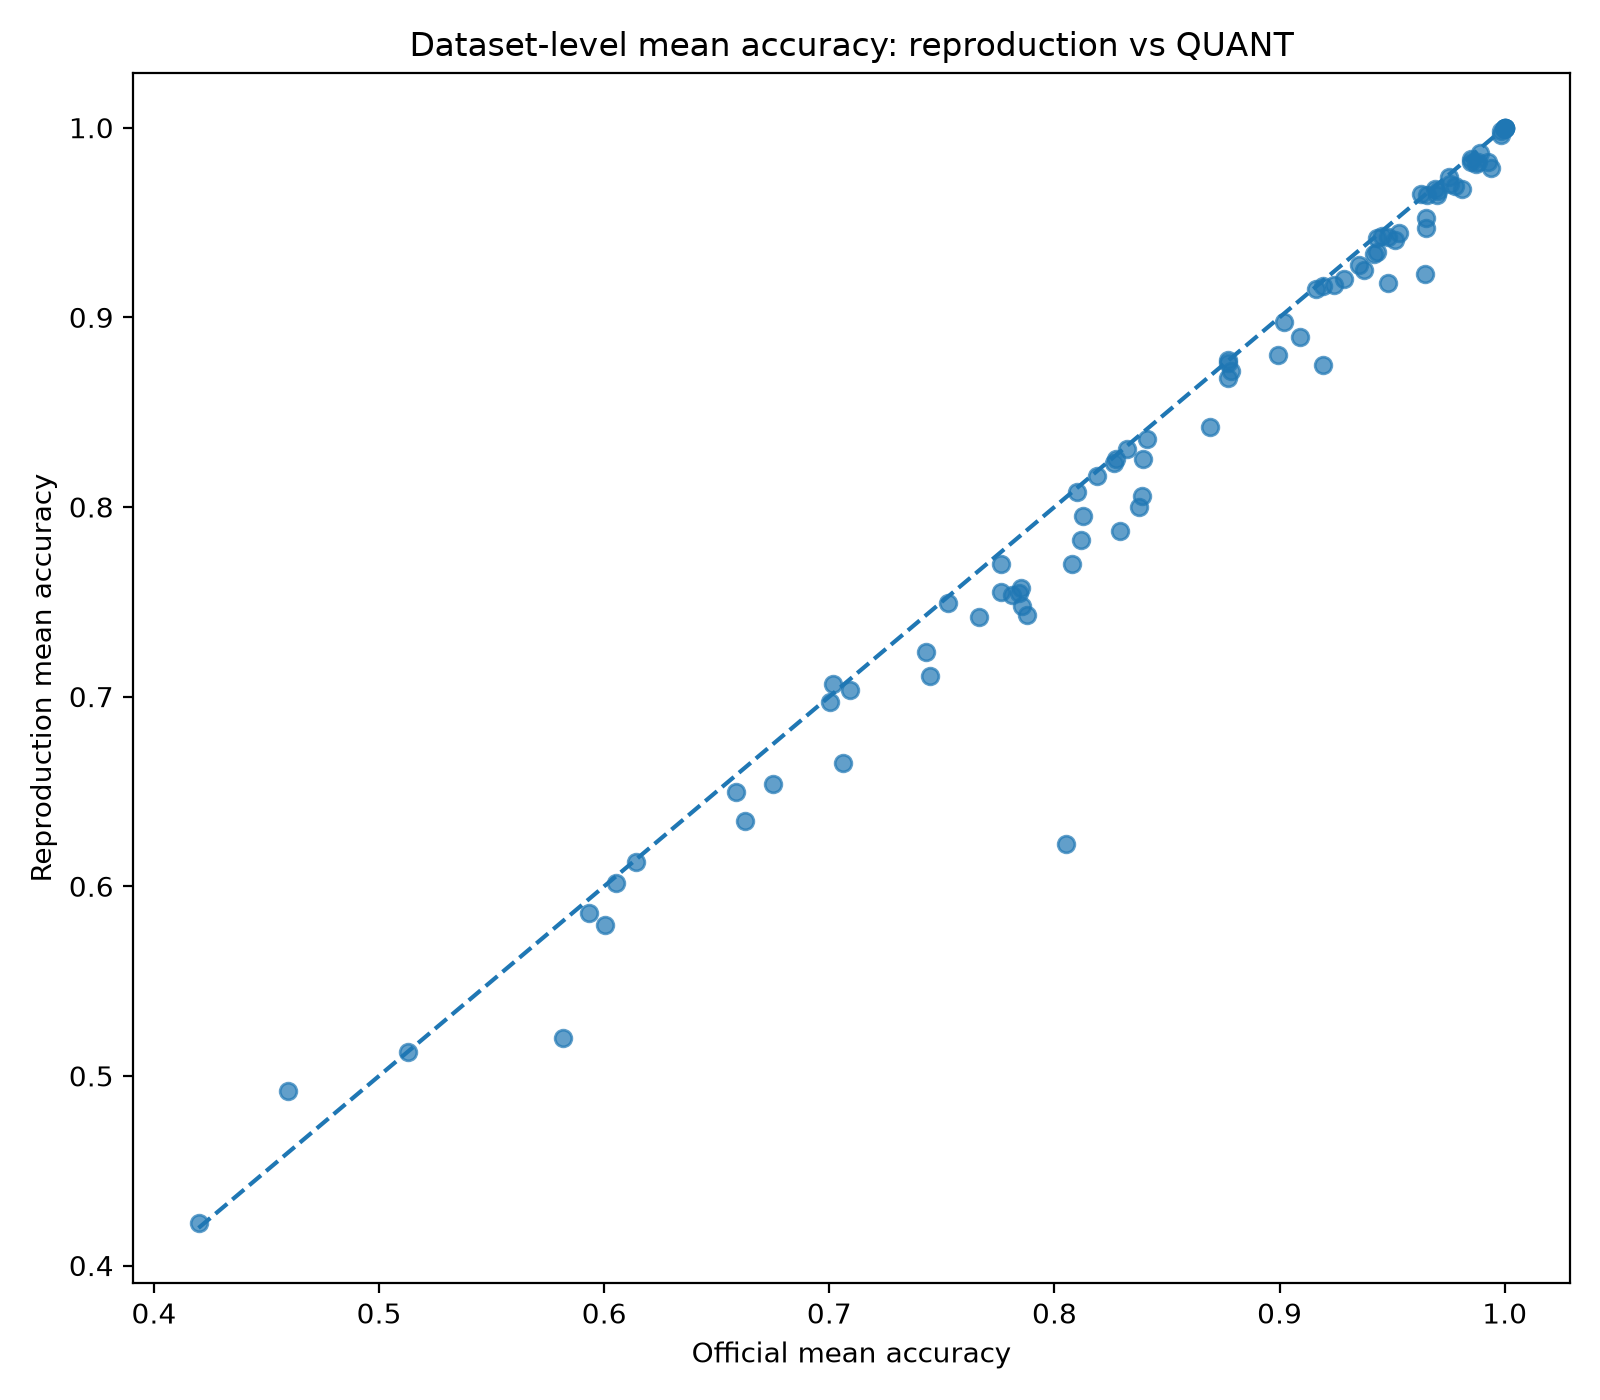 Dataset-level mean accuracy: reproduction vs QUANT
1.0
0.9
0.8
0.7
0.6
0.5
0.4
Reproduction mean accuracy
0.4 0.5 0.6 0.7 0.8 0.9 1.0
Official mean accuracy